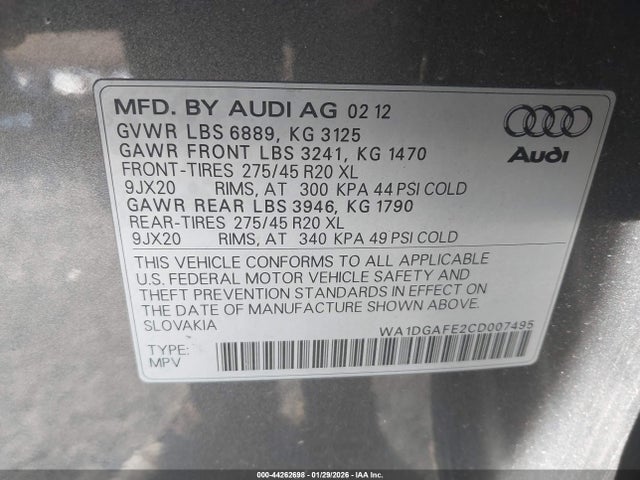 MFD. BY AUDI AG 02 12
GVWR LBS 6889, KG 3125
GAWR FRONT LBS 3241, KG 1470
FRONT-TIRES 275/45 R20 XL
9JX20 RIMS, AT 300 KPA 44 PSI COLD
GAWR REAR LBS 3946, KG 1790
REAR-TIRES 275/45 R20 XL
9JX20 RIMS, AT 340 KPA 49 PSI COLD
Audi
THIS VEHICLE CONFORMS TO ALL APPLICABLE
U.S. FEDERAL MOTOR VEHICLE SAFETY AND
THEFT PREVENTION STANDARDS IN EFFECT ON
THE DATE OF MANUFACTURE SHOWN ABOVE.
SLOVAKIA
WA1DGAFE2CD007495
TYPE:
MPV
000-44262698 - 01/29/2026 - IAA Inc.